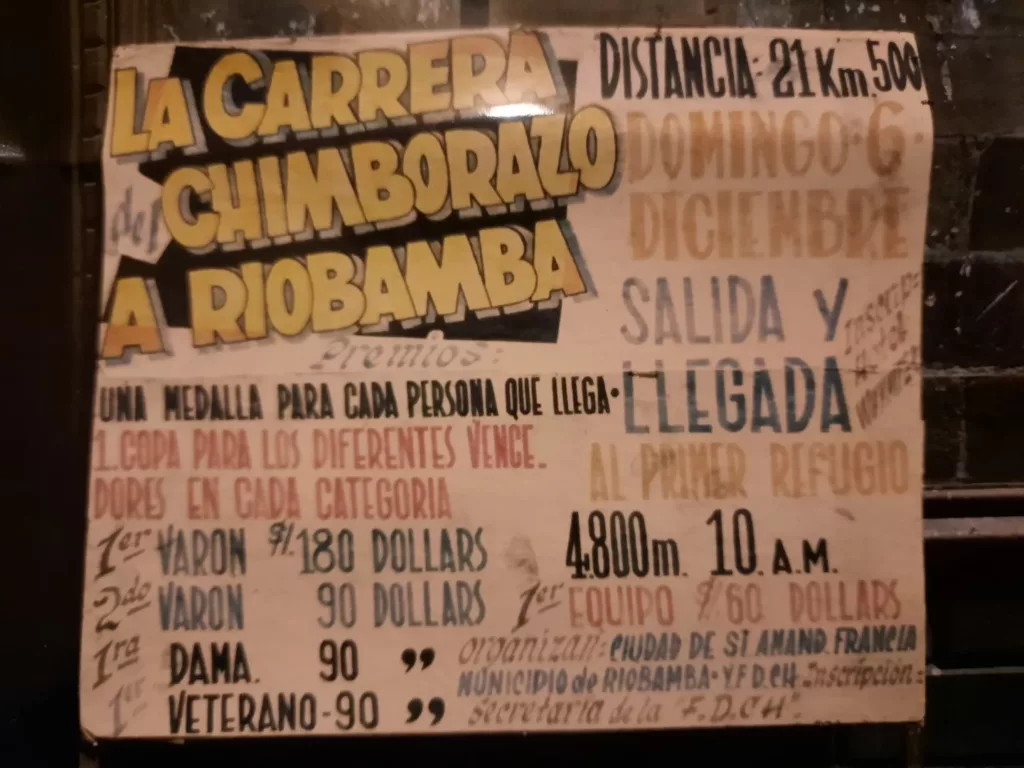 LA CARRERA
del CHIMBORAZO
A RIOBAMBA
DISTANCIA: 21 Km. 500
DOMINGO·6·
DICIEMBRE
SALIDA Y
LLEGADA
AL PRIMER REFUGIO
4.800m. 10. A.M.
Premios:
UNA MEDALLA PARA CADA PERSONA QUE LLEGA·
1. COPA PARA LOS DIFERENTES VENCE-
DORES EN CADA CATEGORIA
1er VARON $/. 180 DOLLARS
2do VARON 90 DOLLARS
1ra DAMA. 90 ”
1er VETERANO-90 ”
1er EQUIPO $/60 DOLLARS
organizan: CIUDAD DE ST AMAND. FRANCIA
MUNICIPIO de RIOBAMBA·Y.F.D.CH Inscripción:
secretaria de la "F.D.CH".